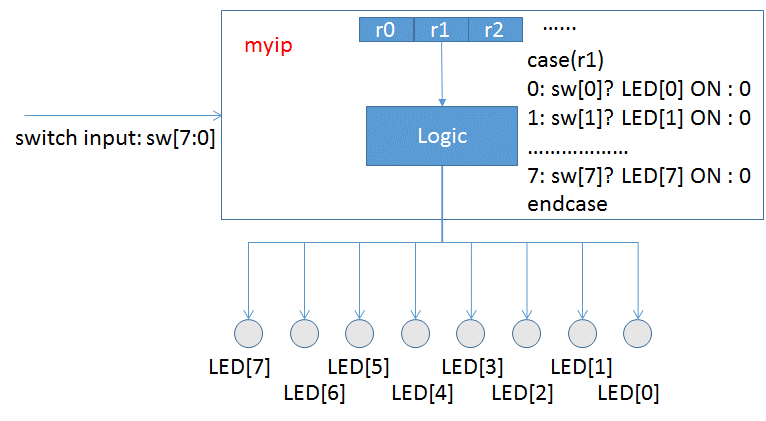 r0 r1 r2 ......
myip
case(r1)
0: sw[0]? LED[0] ON : 0
1: sw[1]? LED[1] ON : 0
..................
7: sw[7]? LED[7] ON : 0
endcase
Logic
switch input: sw[7:0]
LED[7] LED[5] LED[3] LED[1]
LED[6] LED[4] LED[2] LED[0]